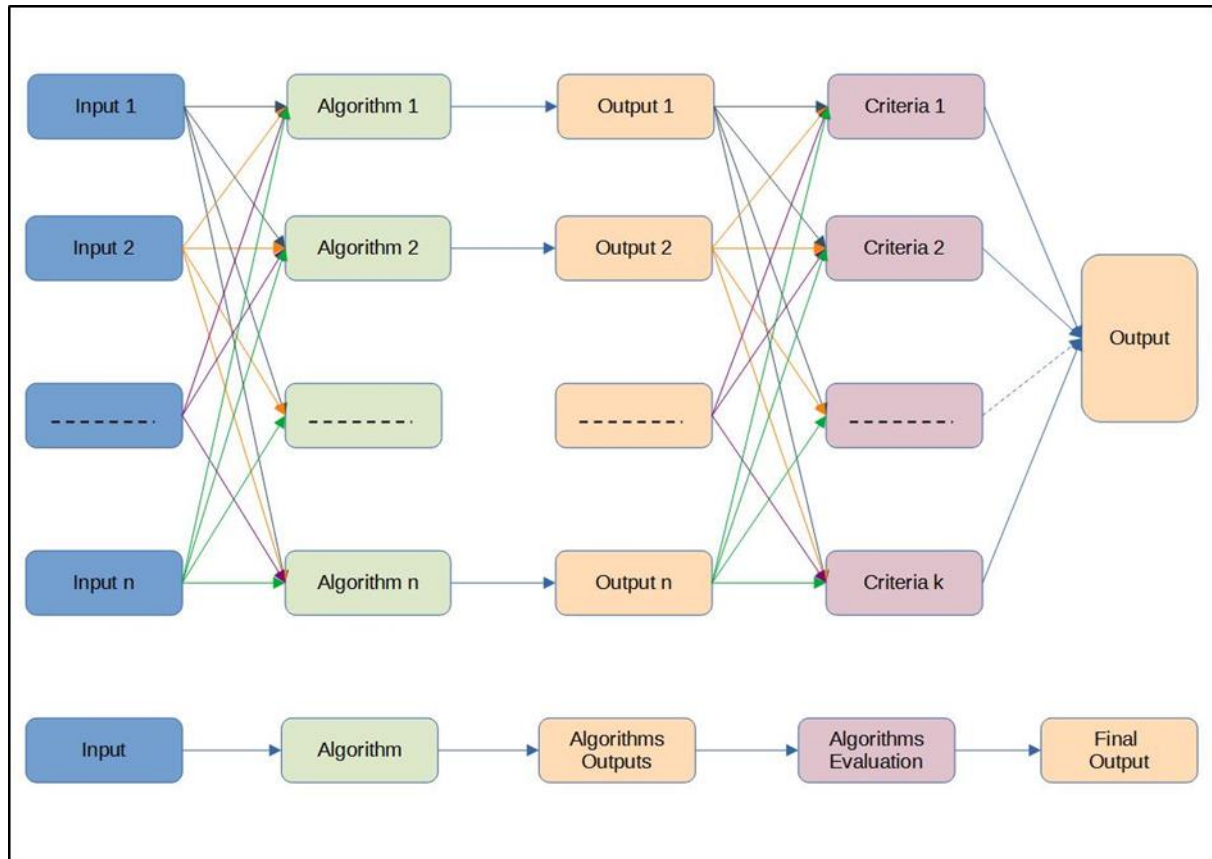 Input 1
Algorithm 1
Output 1
Criteria 1
Input 2
Algorithm 2
Output 2
Criteria 2
Output
Input n
Algorithm n
Output n
Criteria k
Input
Algorithm
Algorithms
Outputs
Algorithms
Evaluation
Final
Output